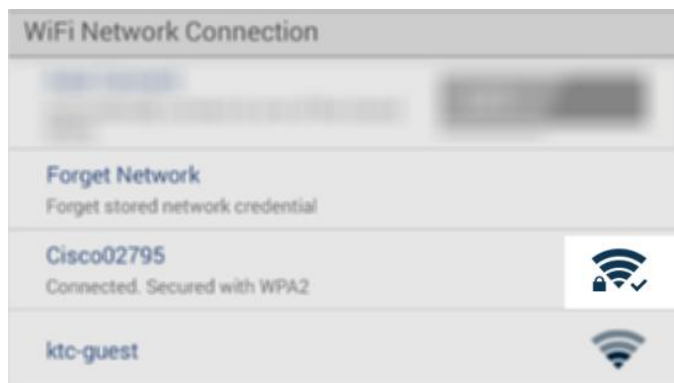 WiFi Network Connection
Forget Network
Forget stored network credential
Cisco02795
Connected. Secured with WPA2
ktc-guest